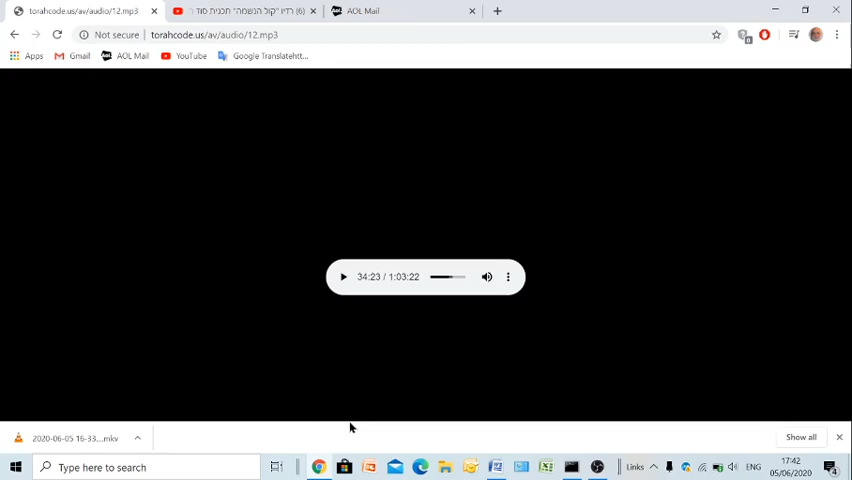 torahcode.us/av/audio/12.mp3
(6) רדיו "קול הנשמה" תכנית סוד ר
AOL Mail
Not secure torahcode.us/av/audio/12.mp3
Apps Gmail AOL Mail YouTube Google Translatehtt...
34:23 / 1:03:22
2020-06-05 16-33....mkv
Show all
Type here to search
Links
ENG
17:42
05/06/2020
4